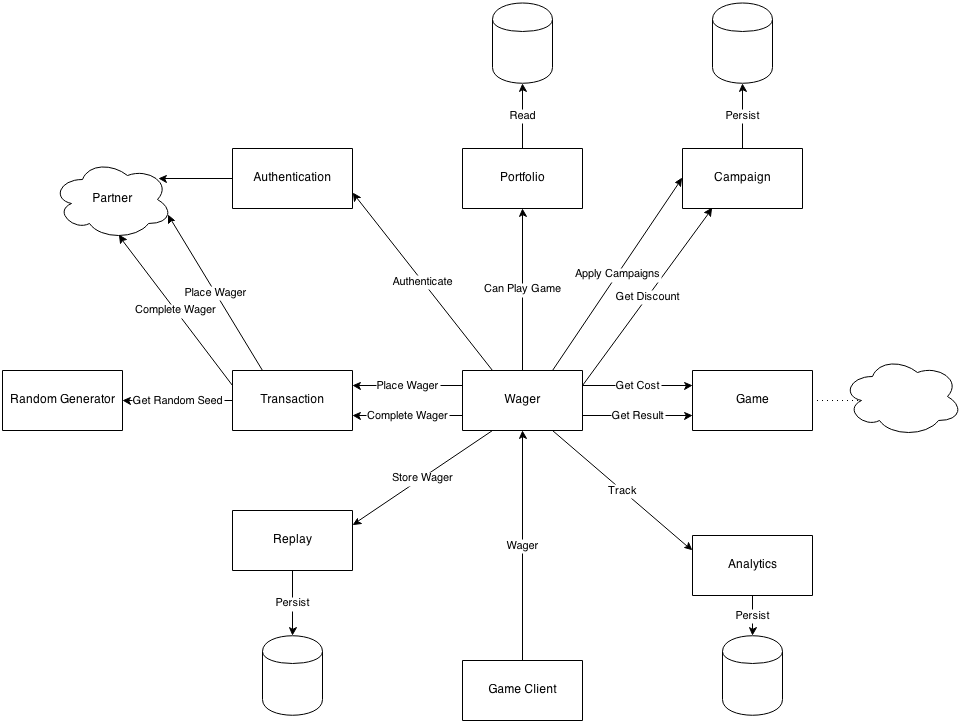 Read
Persist
Partner
Authentication
Portfolio
Campaign
Authenticate
Can Play Game
Apply Campaigns
Get Discount
Place Wager
Complete Wager
Random Generator
Get Random Seed
Transaction
Place Wager
Complete Wager
Wager
Get Cost
Get Result
Game
Store Wager
Track
Replay
Wager
Analytics
Persist
Persist
Game Client